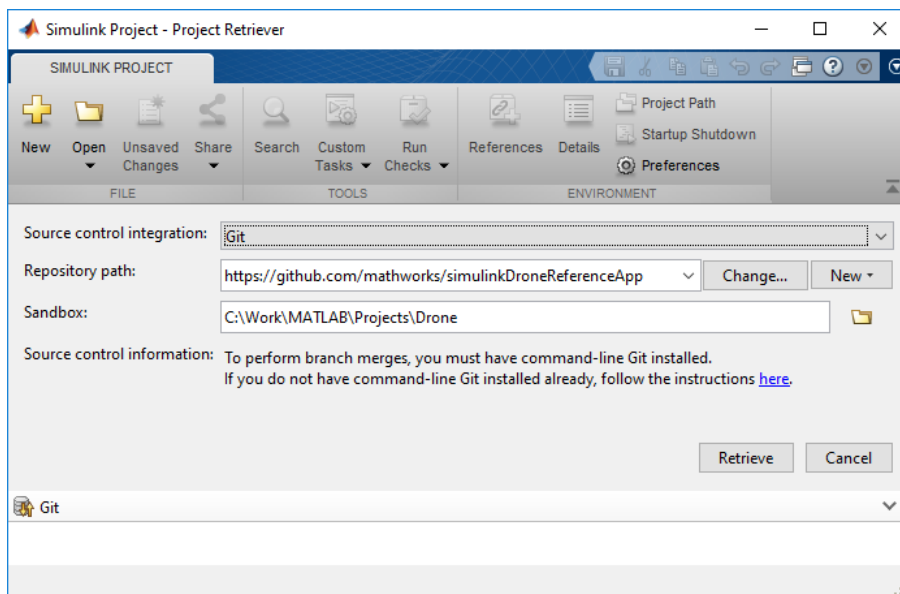 Simulink Project - Project Retriever
SIMULINK PROJECT
New
Open
Unsaved
Changes
Share
Search
Custom
Tasks
Run
Checks
References
Details
Project Path
Startup Shutdown
Preferences
FILE
TOOLS
ENVIRONMENT
Source control integration: Git
Repository path: https://github.com/mathworks/simulinkDroneReferenceApp Change... New
Sandbox: C:\Work\MATLAB\Projects\Drone
Source control information: To perform branch merges, you must have command-line Git installed.
If you do not have command-line Git installed already, follow the instructions here.
Retrieve Cancel
Git